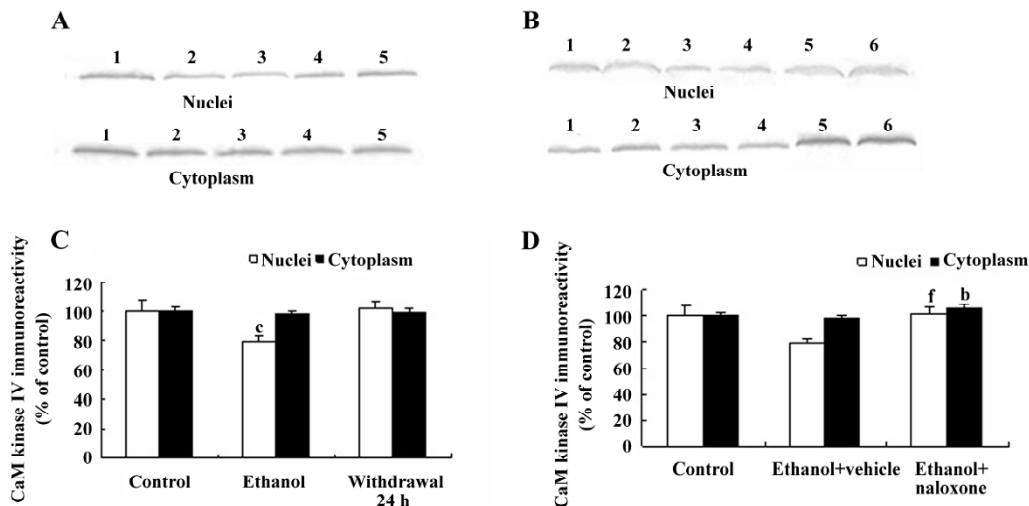 A
1 2 3 4 5
Nuclei
1 2 3 4 5
Cytoplasm
B
1 2 3 4 5 6
Nuclei
1 2 3 4 5 6
Cytoplasm
C
CaM kinase IV immunoreactivity
(% of control)
Nuclei Cytoplasm
120
100
80
60
40
20
0
c
Control Ethanol Withdrawal
24 h
D
CaM kinase IV immunoreactivity
(% of control)
Nuclei Cytoplasm
120
100
80
60
40
20
0
f b
Control Ethanol+vehicle Ethanol+
naloxone